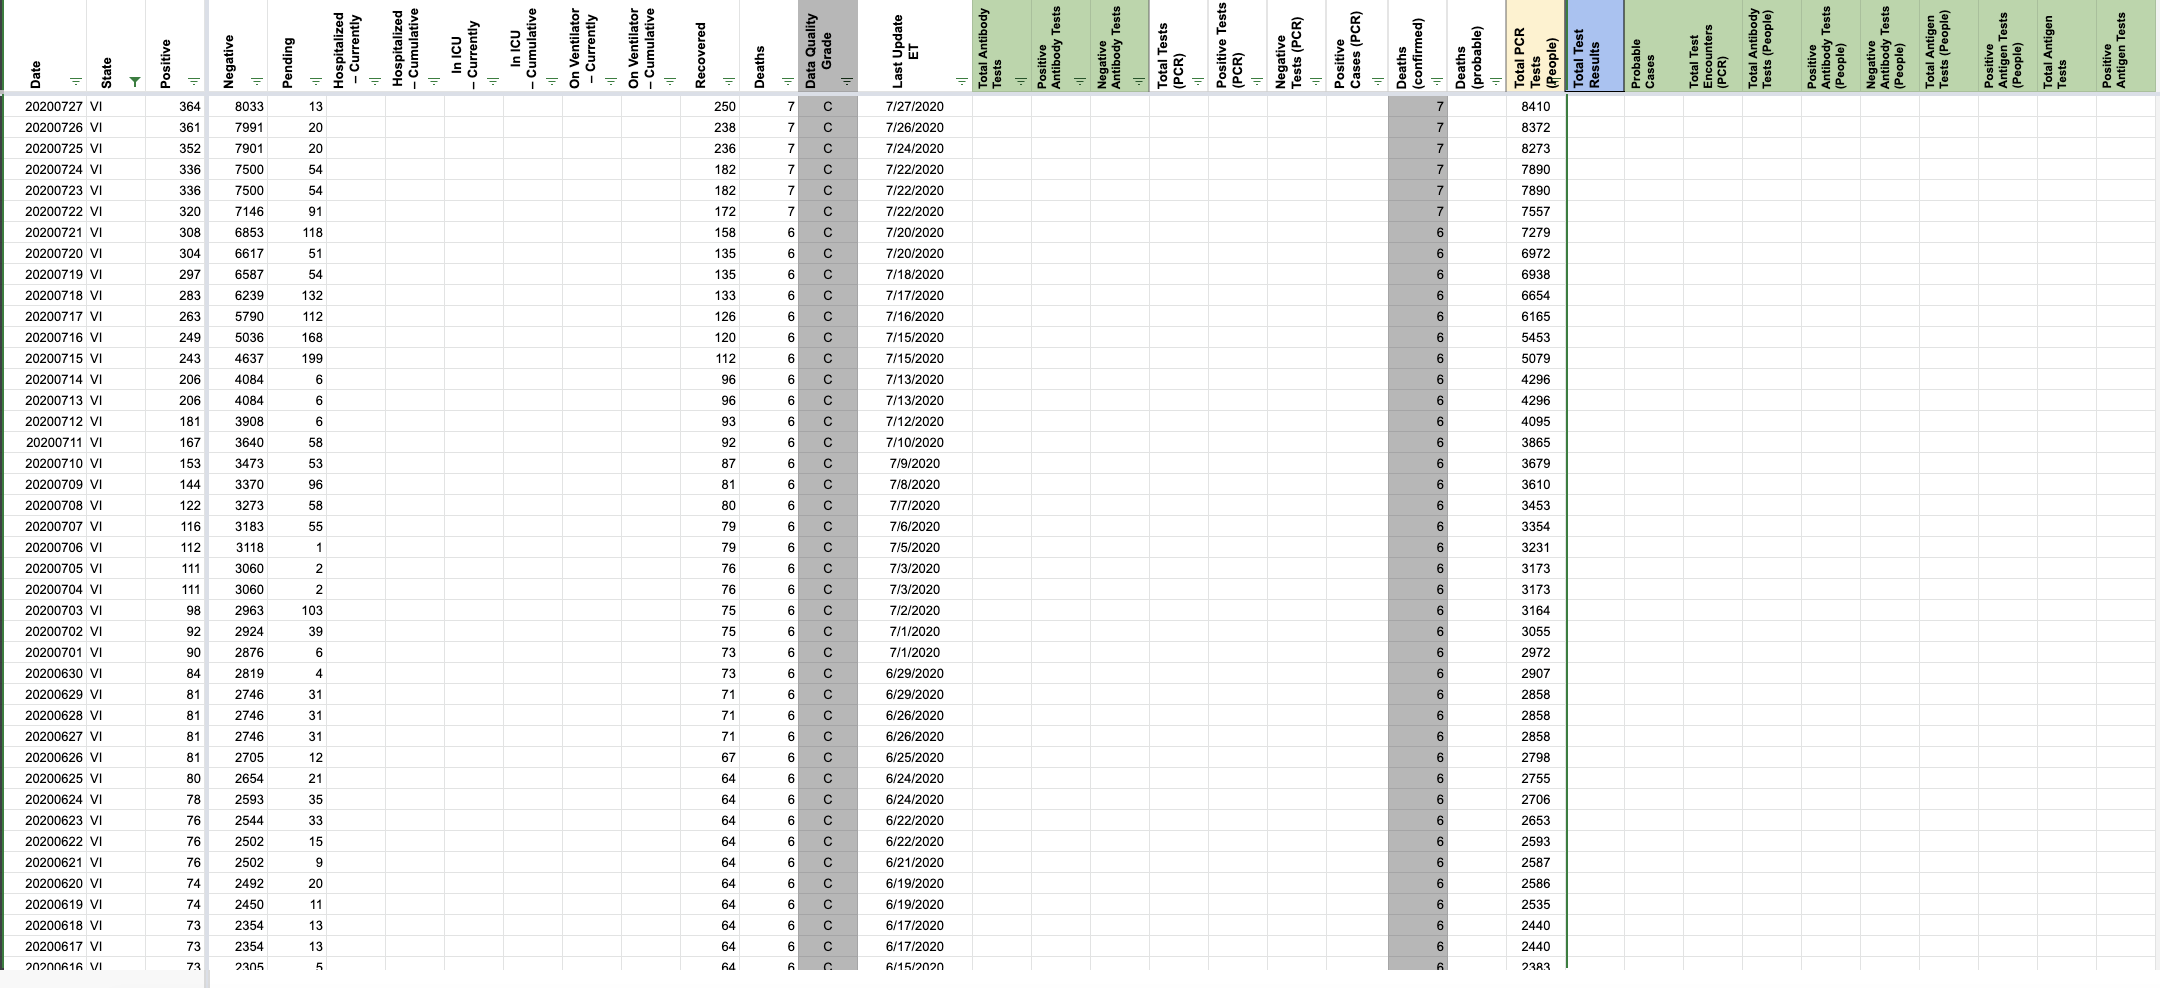 Date State Positive Negative Pending Hospitalized – Currently Hospitalized – Cumulative In ICU – Currently In ICU – Cumulative On Ventilator – Currently On Ventilator – Cumulative Recovered Deaths Data Quality Grade Last Update ET Total Antibody Tests Positive Antibody Tests Negative Antibody Tests Total Tests (PCR) Positive Tests (PCR) Negative Tests (PCR) Positive Cases (PCR) Deaths (confirmed) Deaths (probable) Total PCR Tests (People) Total Test Results Probable Cases Total Test Encounters (PCR) Total Antibody Tests (People) Positive Antibody Tests (People) Negative Antibody Tests (People) Total Antigen Tests (People) Positive Antigen Tests (People) Total Antigen Tests Positive Antigen Tests
20200727 VI 364 8033 13 250 7 C 7/27/2020 7 8410
20200726 VI 361 7991 20 238 7 C 7/26/2020 7 8372
20200725 VI 352 7901 20 236 7 C 7/24/2020 7 8273
20200724 VI 336 7500 54 182 7 C 7/22/2020 7 7890
20200723 VI 336 7500 54 182 7 C 7/22/2020 7 7890
20200722 VI 320 7146 91 172 7 C 7/22/2020 7 7557
20200721 VI 308 6853 118 158 6 C 7/20/2020 6 7279
20200720 VI 304 6617 51 135 6 C 7/20/2020 6 6972
20200719 VI 297 6587 54 135 6 C 7/18/2020 6 6938
20200718 VI 283 6239 132 133 6 C 7/17/2020 6 6654
20200717 VI 263 5790 112 126 6 C 7/16/2020 6 6165
20200716 VI 249 5036 168 120 6 C 7/15/2020 6 5453
20200715 VI 243 4637 199 112 6 C 7/15/2020 6 5079
20200714 VI 206 4084 6 96 6 C 7/13/2020 6 4296
20200713 VI 206 4084 6 96 6 C 7/13/2020 6 4296
20200712 VI 181 3908 6 93 6 C 7/12/2020 6 4095
20200711 VI 167 3640 58 92 6 C 7/10/2020 6 3865
20200710 VI 153 3473 53 87 6 C 7/9/2020 6 3679
20200709 VI 144 3370 96 81 6 C 7/8/2020 6 3610
20200708 VI 122 3273 58 80 6 C 7/7/2020 6 3453
20200707 VI 116 3183 55 79 6 C 7/6/2020 6 3354
20200706 VI 112 3118 1 79 6 C 7/5/2020 6 3231
20200705 VI 111 3060 2 76 6 C 7/3/2020 6 3173
20200704 VI 111 3060 2 76 6 C 7/3/2020 6 3173
20200703 VI 98 2963 103 75 6 C 7/2/2020 6 3164
20200702 VI 92 2924 39 75 6 C 7/1/2020 6 3055
20200701 VI 90 2876 6 73 6 C 7/1/2020 6 2972
20200630 VI 84 2819 4 73 6 C 6/29/2020 6 2907
20200629 VI 81 2746 31 71 6 C 6/29/2020 6 2858
20200628 VI 81 2746 31 71 6 C 6/26/2020 6 2858
20200627 VI 81 2746 31 71 6 C 6/26/2020 6 2858
20200626 VI 81 2705 12 67 6 C 6/25/2020 6 2798
20200625 VI 80 2654 21 64 6 C 6/24/2020 6 2755
20200624 VI 78 2593 35 64 6 C 6/24/2020 6 2706
20200623 VI 76 2544 33 64 6 C 6/22/2020 6 2653
20200622 VI 76 2502 15 64 6 C 6/22/2020 6 2593
20200621 VI 76 2502 9 64 6 C 6/21/2020 6 2587
20200620 VI 74 2492 20 64 6 C 6/19/2020 6 2586
20200619 VI 74 2450 11 64 6 C 6/19/2020 6 2535
20200618 VI 73 2354 13 64 6 C 6/17/2020 6 2440
20200617 VI 73 2354 13 64 6 C 6/17/2020 6 2440
20200616 VI 73 2305 5 64 6 C 6/15/2020 6 2383